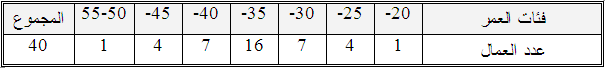 فئات العمر -20 -25 -30 -35 -40 -45 55-50 المجموع
عدد العمال 1 4 7 16 7 4 1 40